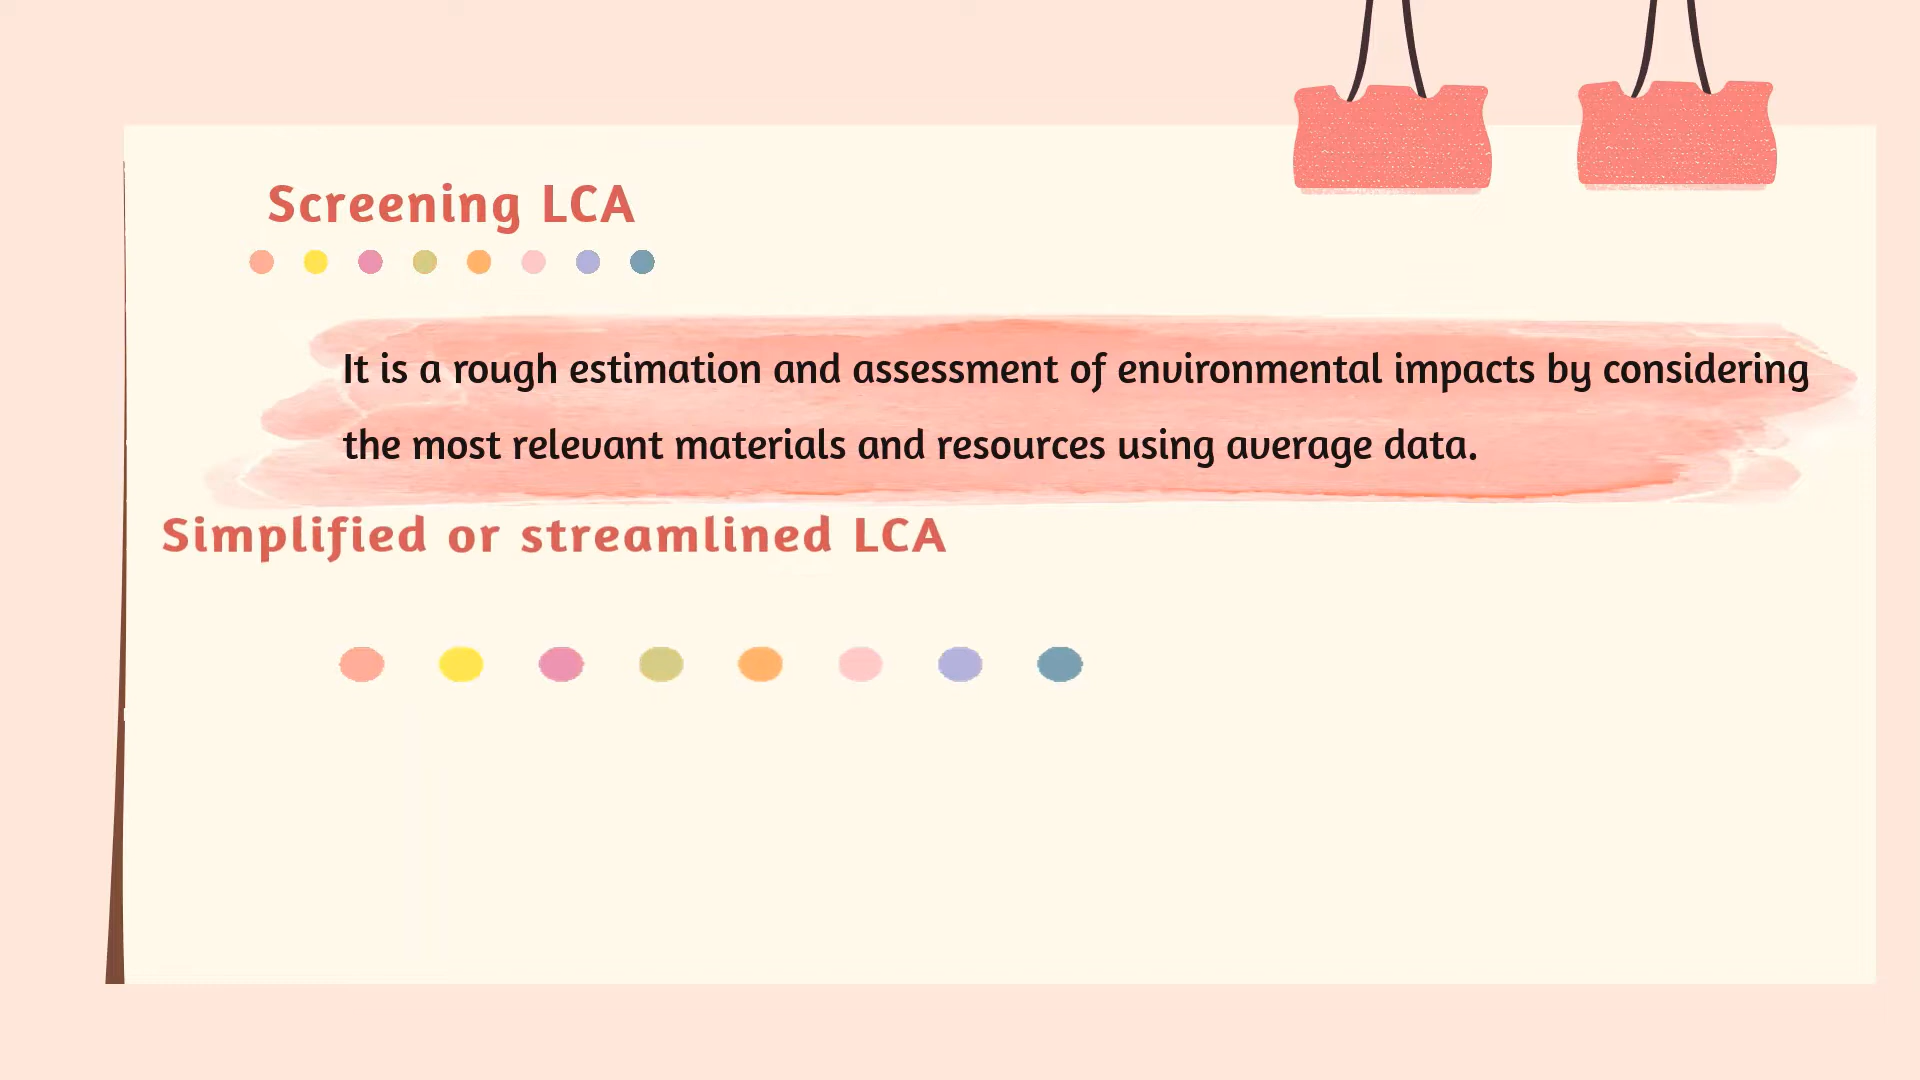 Screening LCA
It is a rough estimation and assessment of environmental impacts by considering
the most relevant materials and resources using average data.
Simplified or streamlined LCA